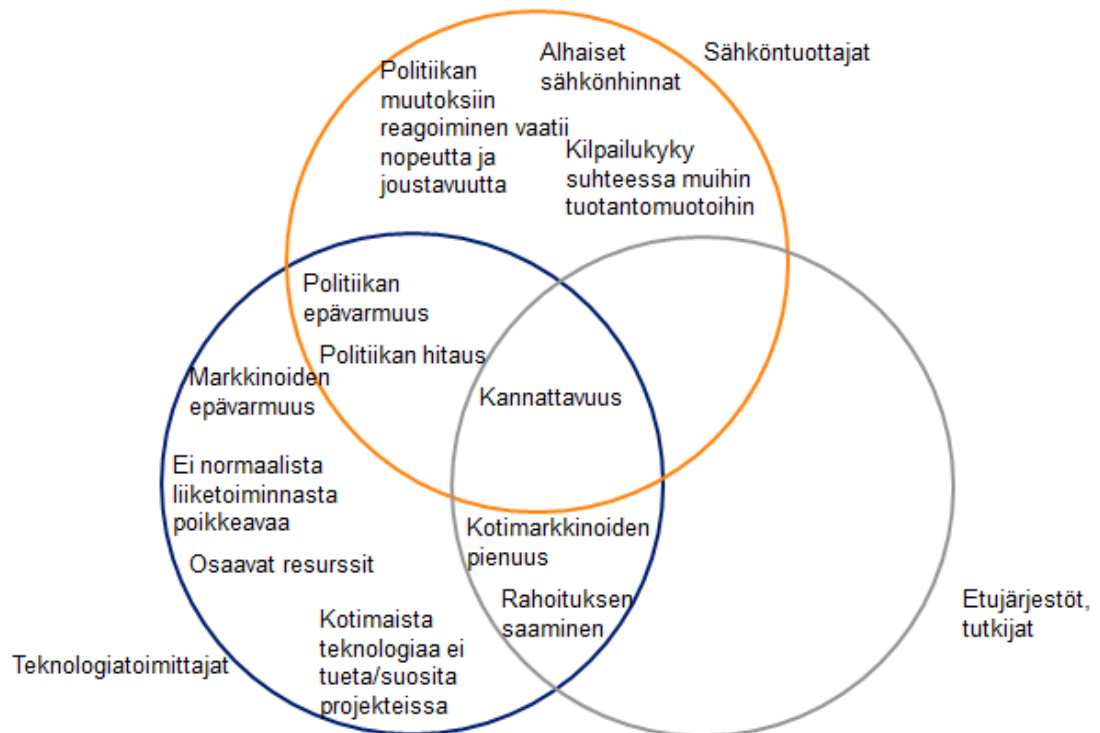 Politiikan
muutoksiin
reagoiminen vaatii
nopeutta ja
joustavuutta
Alhaiset
sähkönhinnat
Sähköntuottajat
Kilpailukyky
suhteessa muihin
tuotantomuotoihin
Politiikan
epävarmuus
Politiikan hitaus
Markkinoiden
epävarmuus
Kannattavuus
Ei normaalista
liiketoiminnasta
poikkeavaa
Osaavat resurssit
Kotimarkkinoiden
pienuus
Rahoituksen
saaminen
Kotimaista
teknologiaa ei
tueta/suosita
projekteissa
Teknologiatoimittajat
Etujärjestöt,
tutkijat